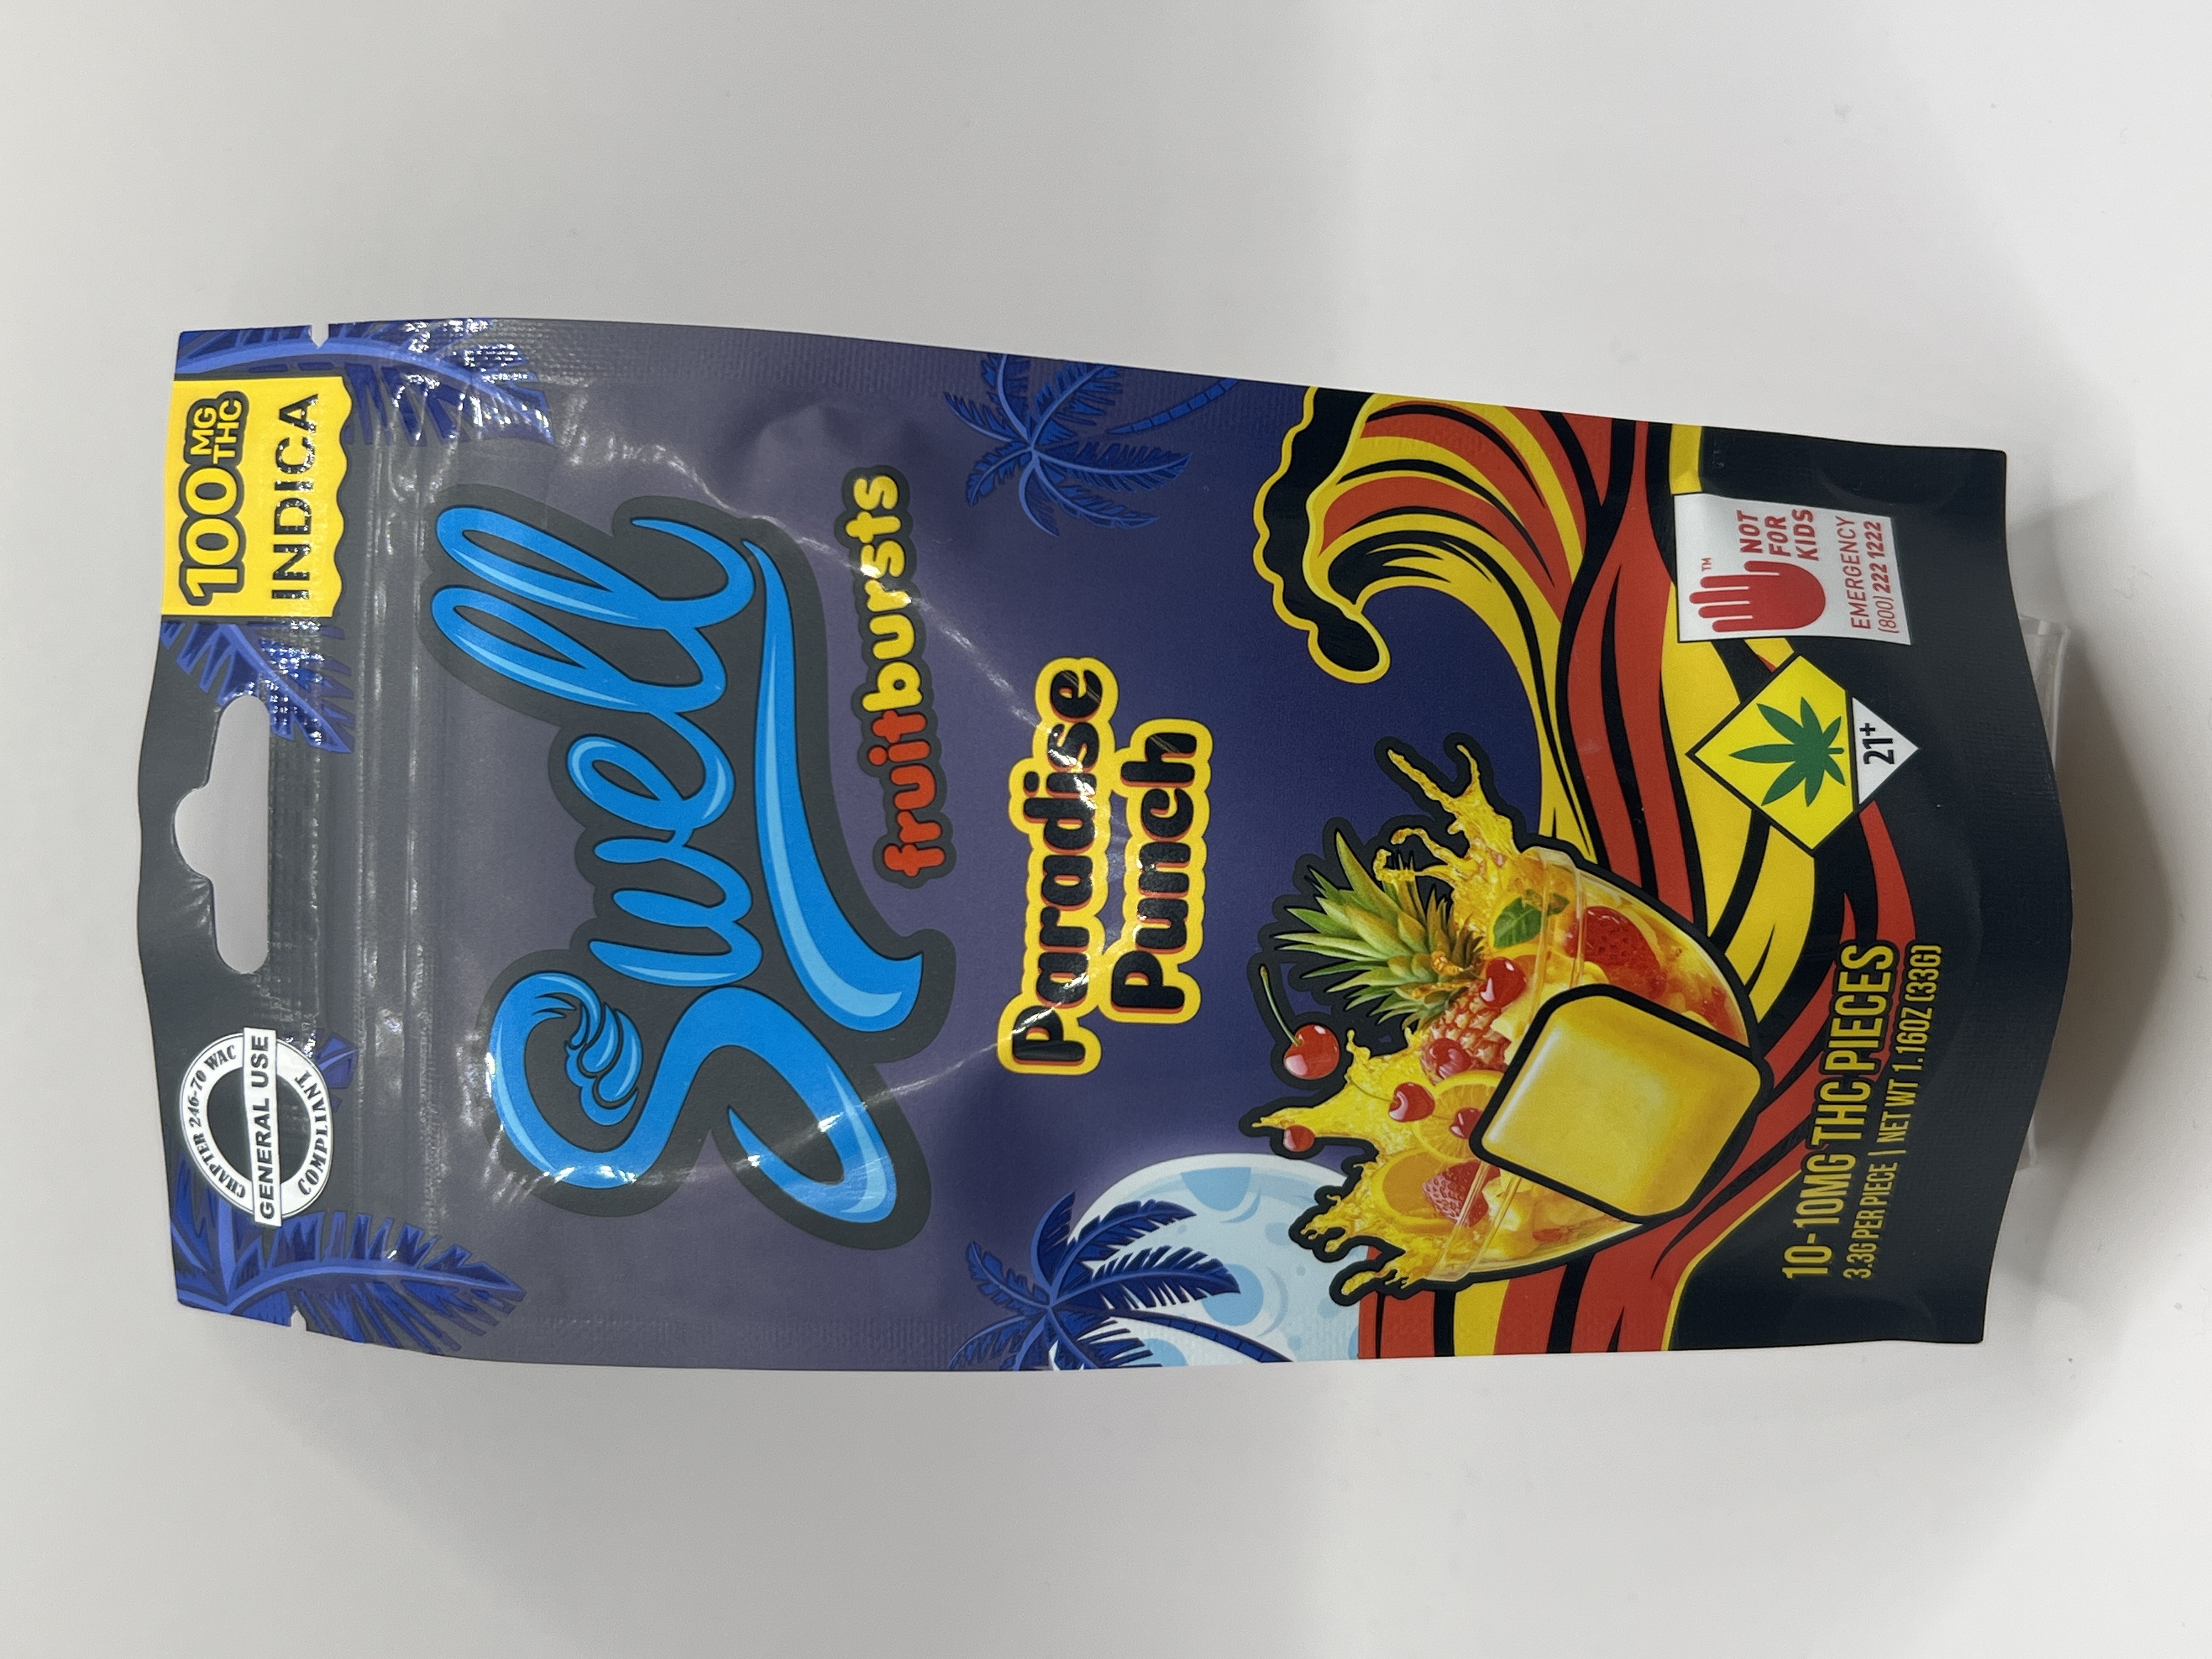 CHAPTER 246-70 WAC
GENERAL USE
COMPLIANT
100 MG THC
INDICA
Swell
fruitbursts
Paradise
Punch
10- 10MG THC PIECES
3.3G PER PIECE | NET WT 1.16OZ (33G)
21+
TM
NOT
FOR
KIDS
EMERGENCY
(800) 222 1222